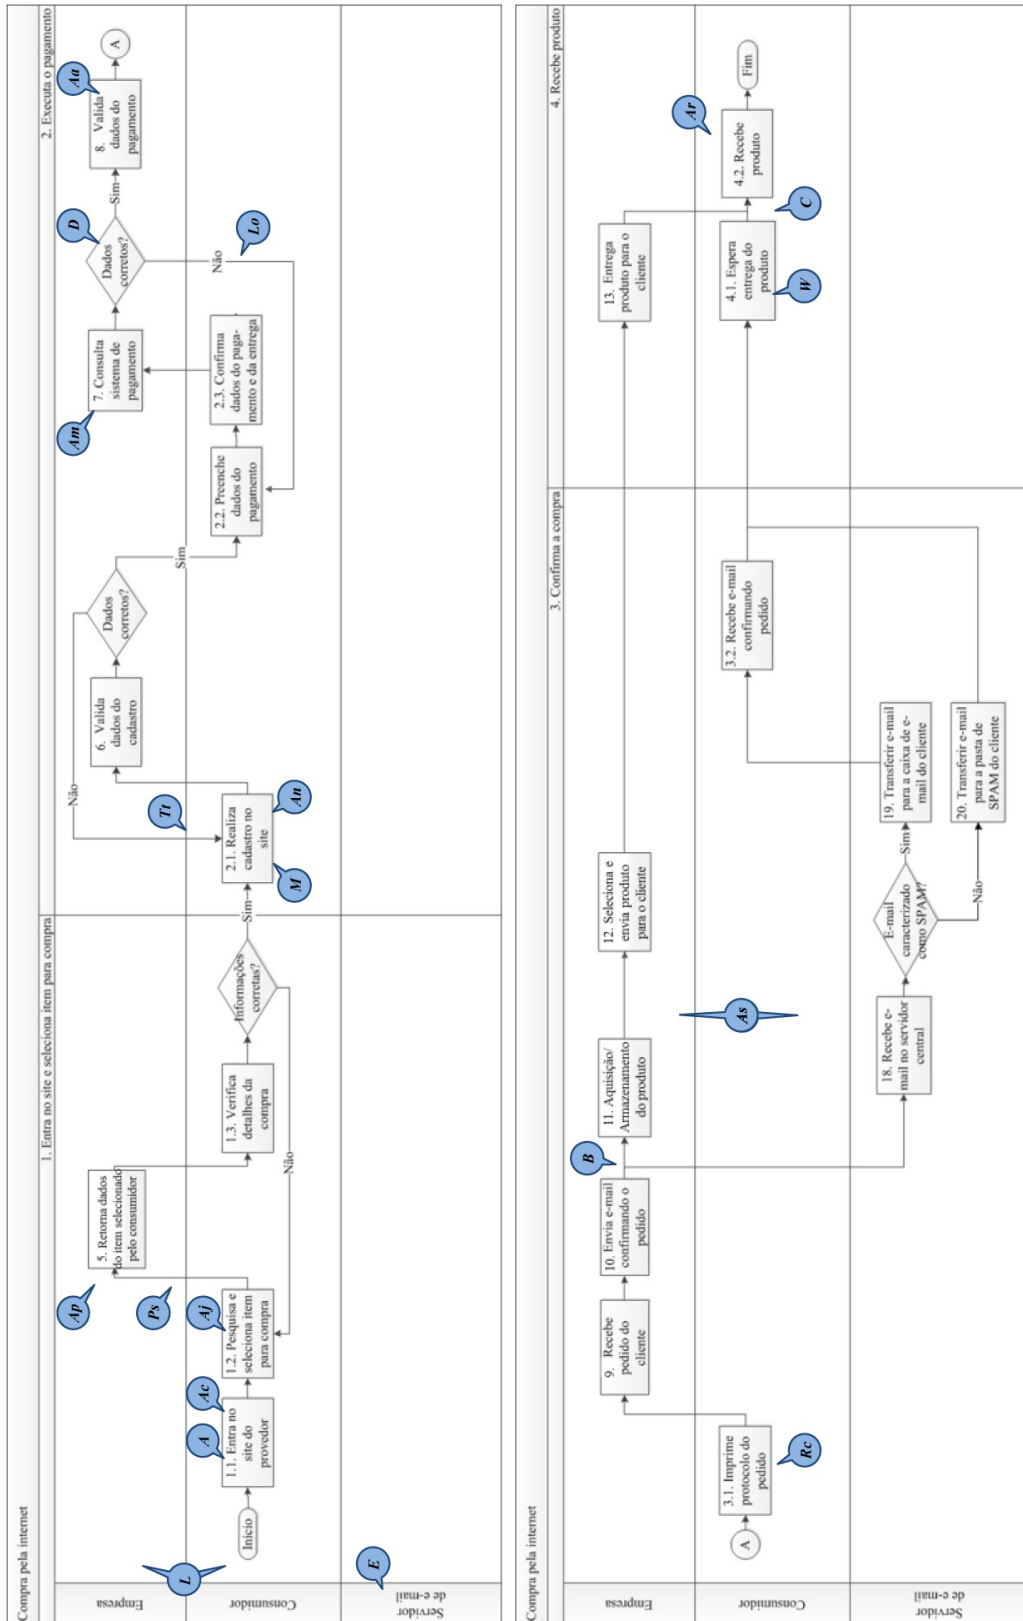 Compra pela internet
1. Entra no site e seleciona item para compra
2. Executa o pagamento
Empresa
Consumidor
Servidor
de e-mail
L
E
Início
1.1. Entra no
site do
provedor
A
Ac
1.2. Pesquisa e
seleciona item
para compra
Aj
Ps
Ap
5. Retorna dados
do item selecionado
pelo consumidor
1.3. Verifica
detalhes da
compra
Informações
corretas?
Não
Sim
2.1. Realiza
cadastro no
site
M
An
Tt
Não
6. Valida
dados do
cadastro
Dados
corretos?
Sim
2.2. Preenche
dados do
pagamento
2.3. Confirma
dados do paga-
mento e da entrega
7. Consulta
sistema de
pagamento
Am
Dados
corretos?
D
Não
Lo
Sim
8. Valida
dados do
pagamento
Aa
A
Compra pela internet
3. Confirma a compra
4. Recebe produto
Empresa
Consumidor
Servidor
de e-mail
A
3.1. Imprime
protocolo do
pedido
Rc
9. Recebe
pedido do
cliente
10. Envia e-mail
confirmando o
pedido
B
11. Aquisição/
Armazenamento
do produto
As
12. Seleciona e
envia produto
para o cliente
18. Recebe e-
mail no servidor
central
E-mail
caracterizado
como SPAM?
Sim
Não
19. Transferir e-mail
para a caixa de e-
mail do cliente
20. Transferir e-mail
para a pasta de
SPAM do cliente
3.2. Recebe e-mail
confirmando
pedido
13. Entrega
produto para o
cliente
4.1. Espera
entrega do
produto
W
C
4.2. Recebe
produto
Ar
Fim